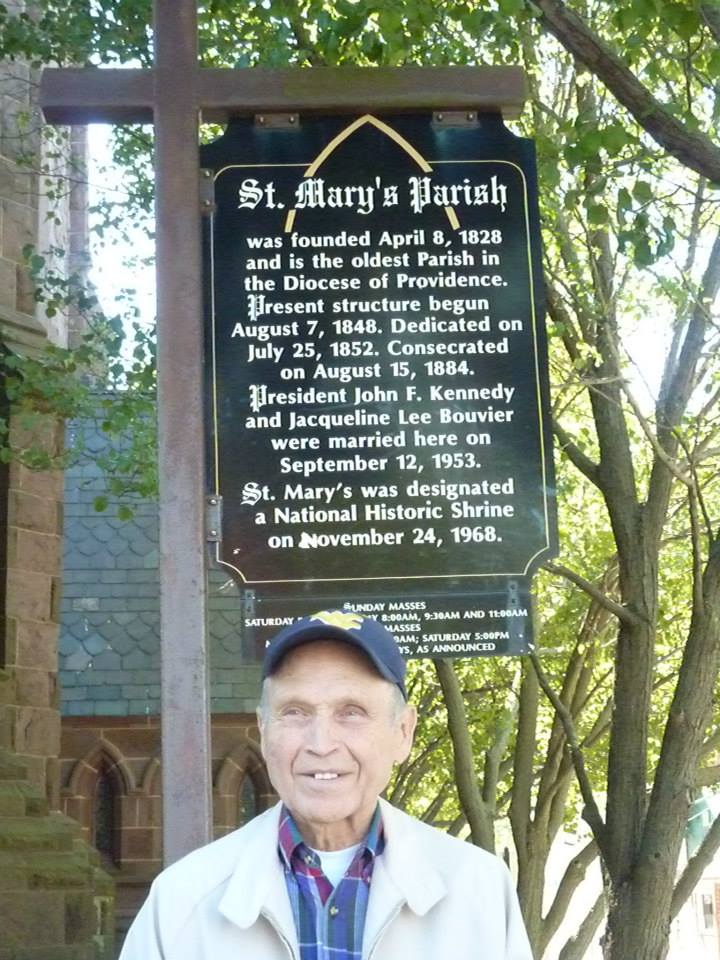 St. Mary's Parish
was founded April 8, 1828
and is the oldest Parish in
the Diocese of Providence.
Present structure begun
August 7, 1848. Dedicated on
July 25, 1852. Consecrated
on August 15, 1884.
President John F. Kennedy
and Jacqueline Lee Bouvier
were married here on
September 12, 1953.
St. Mary's was designated
a National Historic Shrine
on November 24, 1968.
SUNDAY MASSES
SATURDAY 8:00AM, 9:30AM AND 11:00AM
MASSES
SATURDAY 5:00PM
AS ANNOUNCED